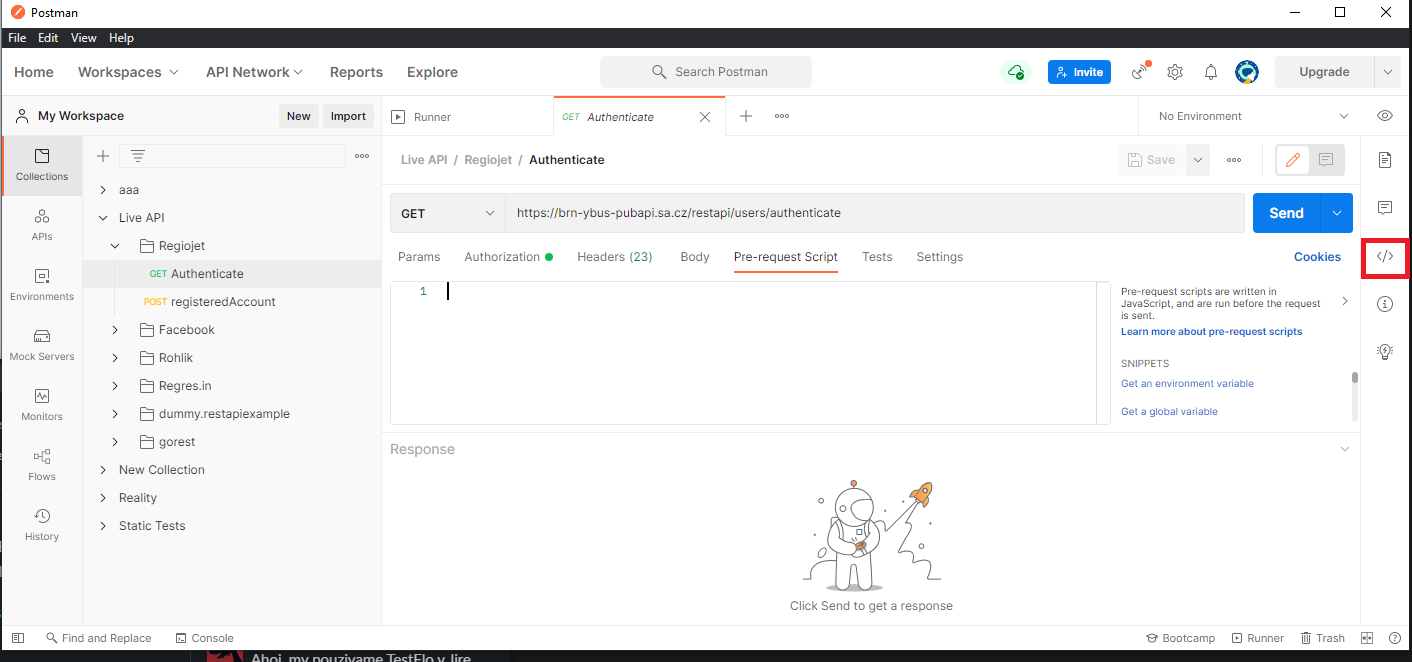 Postman
File Edit View Help
Home Workspaces API Network Reports Explore Search Postman Invite Upgrade
My Workspace New Import
Runner GET Authenticate No Environment
Collections
APIs
Environments
Mock Servers
Monitors
Flows
History
aaa
Live API
Regiojet
GET Authenticate
POST registeredAccount
Facebook
Rohlik
Regres.in
dummy.restapiexample
gorest
New Collection
Reality
Static Tests
Live API / Regiojet / Authenticate Save
GET https://brn-ybus-pubapi.sa.cz/restapi/users/authenticate Send
Params Authorization Headers (23) Body Pre-request Script Tests Settings Cookies
</>
1
Pre-request scripts are written in
JavaScript, and are run before the request
is sent.
Learn more about pre-request scripts
SNIPPETS
Get an environment variable
Get a global variable
Response
Click Send to get a response
Find and Replace Console Bootcamp Runner Trash
Ahoj, my pouzivame TestFlo v Jire